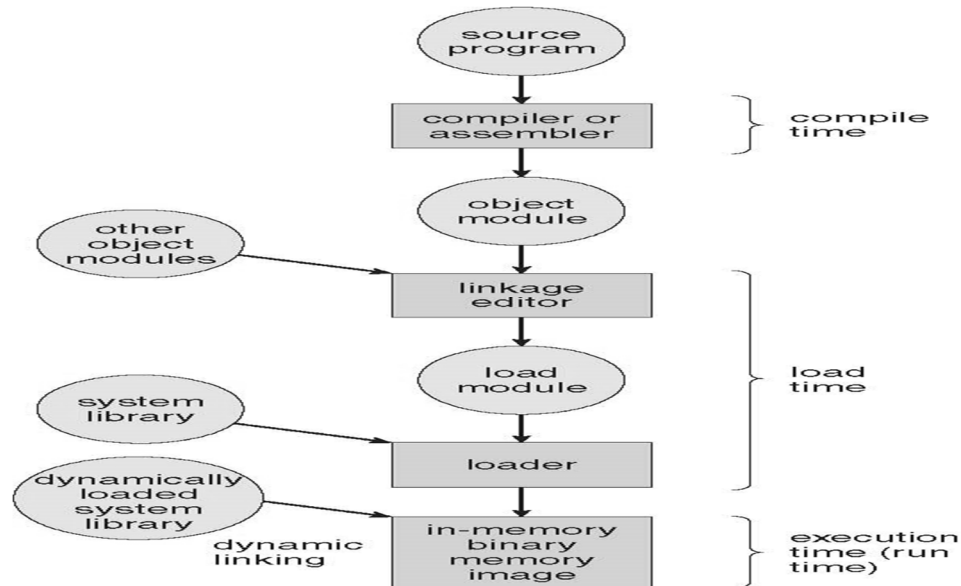 source
program
compiler or
assembler
compile
time
object
module
other
object
modules
linkage
editor
load
module
load
time
system
library
loader
dynamically
loaded
system
library
dynamic
linking
in-memory
binary
memory
image
execution
time (run
time)